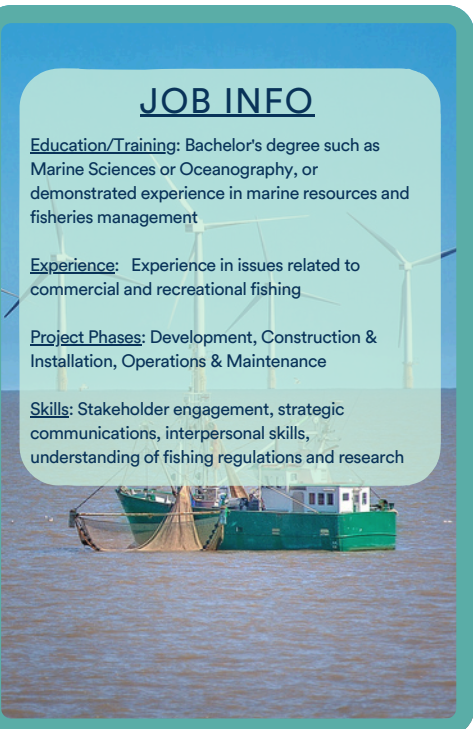 JOB INFO
Education/Training: Bachelor's degree such as
Marine Sciences or Oceanography, or
demonstrated experience in marine resources and
fisheries management
Experience: Experience in issues related to
commercial and recreational fishing
Project Phases: Development, Construction &
Installation, Operations & Maintenance
Skills: Stakeholder engagement, strategic
communications, interpersonal skills,
understanding of fishing regulations and research